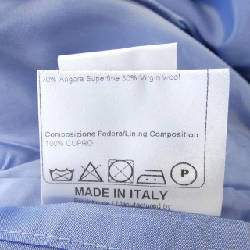 70% Angora Superfine 30% Virgin Wool
Composizione Fodera/Lining Composition
100% CUPRO
P
MADE IN ITALY